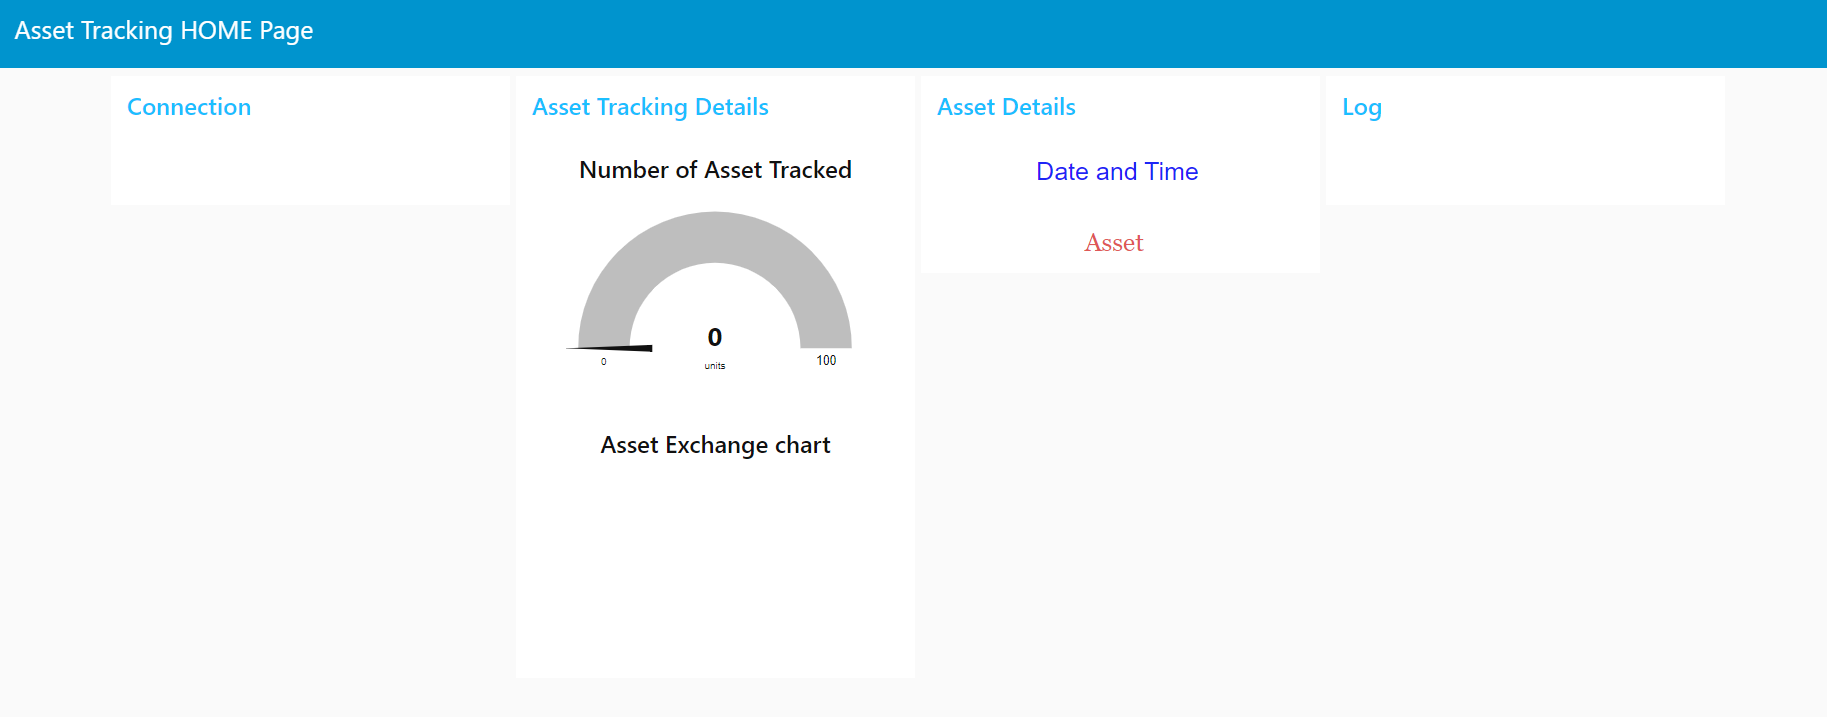 Asset Tracking HOME Page
Connection
Asset Tracking Details
Number of Asset Tracked
0
units
0
100
Asset Exchange chart
Asset Details
Date and Time
Asset
Log